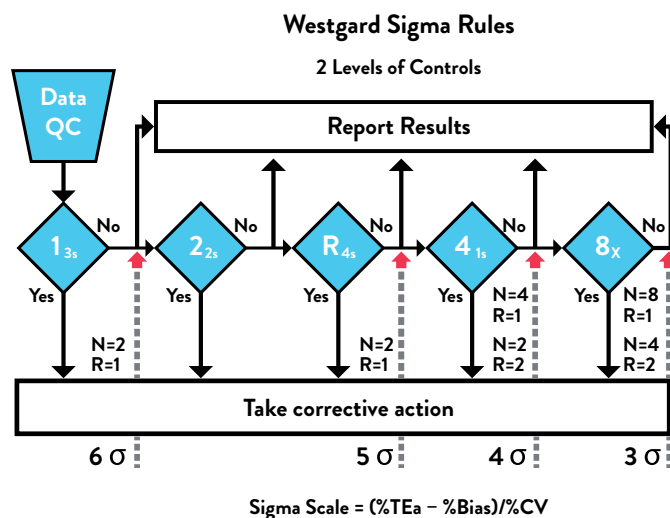 Westgard Sigma Rules
2 Levels of Controls
Data
QC
Report Results
No
No
No
No
No
1 3s
2 2s
R 4s
4 1s
8 X
Yes
Yes
Yes
Yes
Yes
N=2
R=1
N=2
R=1
N=4
R=1
N=2
R=2
N=8
R=1
N=4
R=2
Take corrective action
6 σ
5 σ
4 σ
3 σ
Sigma Scale = (%TEa – %Bias)/%CV